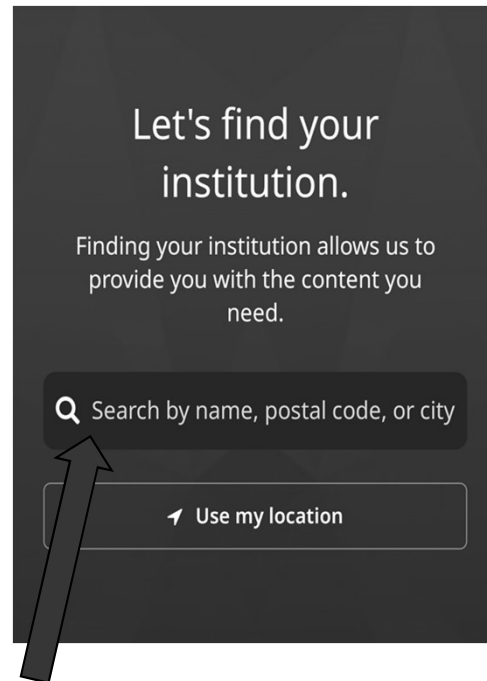 Let's find your
institution.
Finding your institution allows us to
provide you with the content you
need.
Search by name, postal code, or city
Use my location